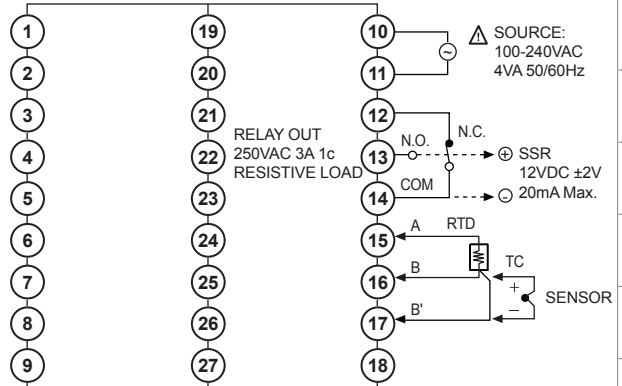 1
2
3
4
5
6
7
8
9
19
20
21
22
23
24
25
26
27
RELAY OUT
250VAC 3A 1c
RESISTIVE LOAD
10
11
12
13
14
15
16
17
18
~
SOURCE:
100-240VAC
4VA 50/60Hz
N.O.
N.C.
COM
+ SSR
12VDC ±2V
- 20mA Max.
A
RTD
B
B'
TC
+
−
SENSOR